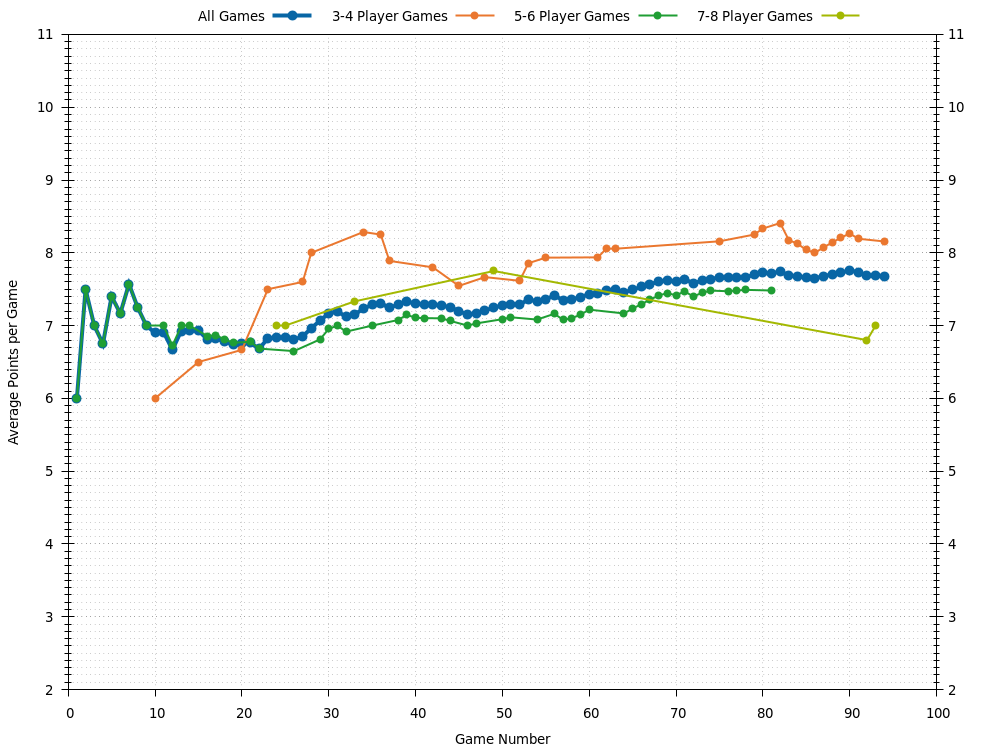 All Games 3-4 Player Games 5-6 Player Games 7-8 Player Games
11 11
10 10
9 9
8 8
7 7
6 6
5 5
4 4
3 3
2 2
Average Points per Game
0 10 20 30 40 50 60 70 80 90 100
Game Number